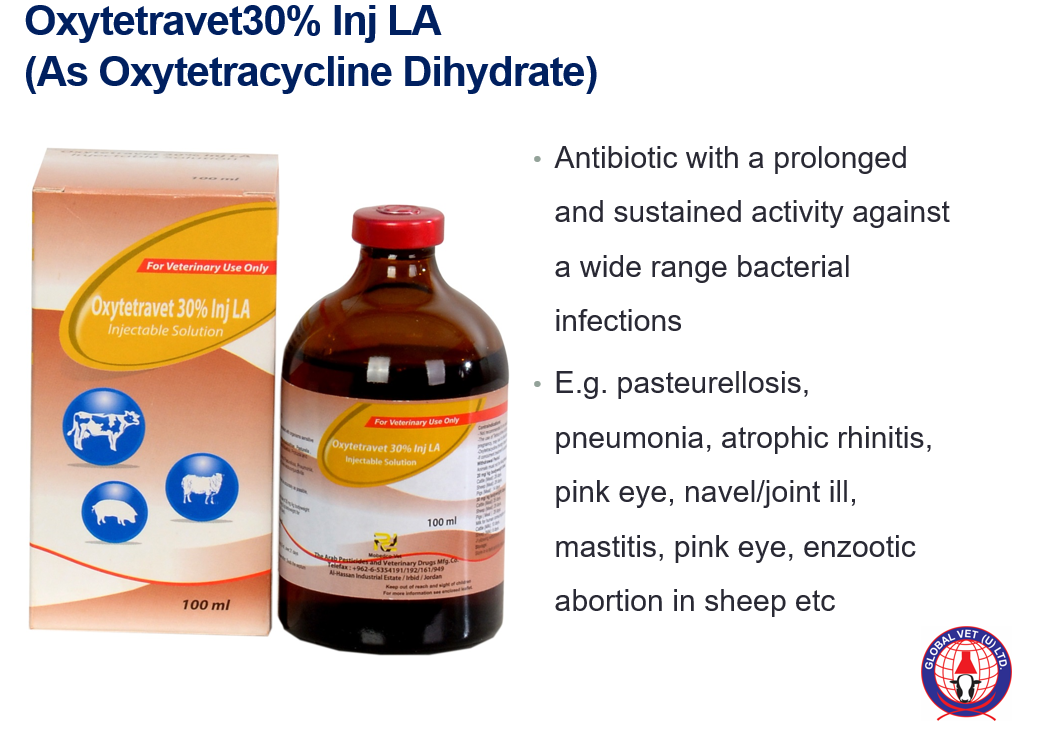 Oxytetravet30% Inj LA
(As Oxytetracycline Dihydrate)
Injectable Solution
100 ml
For Veterinary Use Only
Oxytetravet 30% Inj LA
Injectable Solution
100 ml
For Veterinary Use Only
Oxytetravet 30% Inj LA
Injectable Solution
100 ml
The Arab Pesticides and Veterinary Drugs Mfg.Co.
Telefax : +962-6-5354191/192/161/949
Al-Hassan Industrial Estate / Irbid / Jordan
Keep out of reach and sight of children
For more information see enclosed leaflet
• Antibiotic with a prolonged
and sustained activity against
a wide range bacterial
infections
• E.g. pasteurellosis,
pneumonia, atrophic rhinitis,
pink eye, navel/joint ill,
mastitis, pink eye, enzootic
abortion in sheep etc
GLOBAL VET (U) LTD.